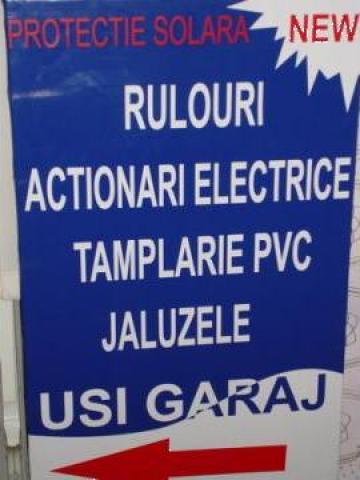 PROTECTIE SOLARA NEW
RULOURI
ACTIONARI ELECTRICE
TAMPLARIE PVC
JALUZELE
USI GARAJ